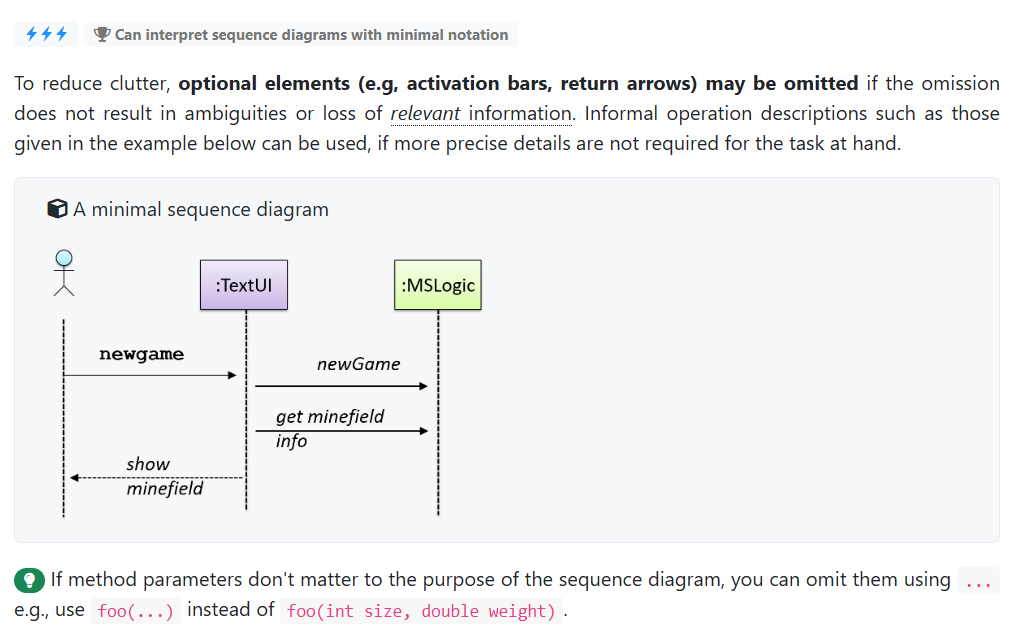 Can interpret sequence diagrams with minimal notation
To reduce clutter, optional elements (e.g, activation bars, return arrows) may be omitted if the omission
does not result in ambiguities or loss of relevant information. Informal operation descriptions such as those
given in the example below can be used, if more precise details are not required for the task at hand.
A minimal sequence diagram
:TextUI
:MSLogic
newgame
newGame
get minefield
info
show
minefield
If method parameters don't matter to the purpose of the sequence diagram, you can omit them using ...
e.g., use foo(...) instead of foo(int size, double weight) .